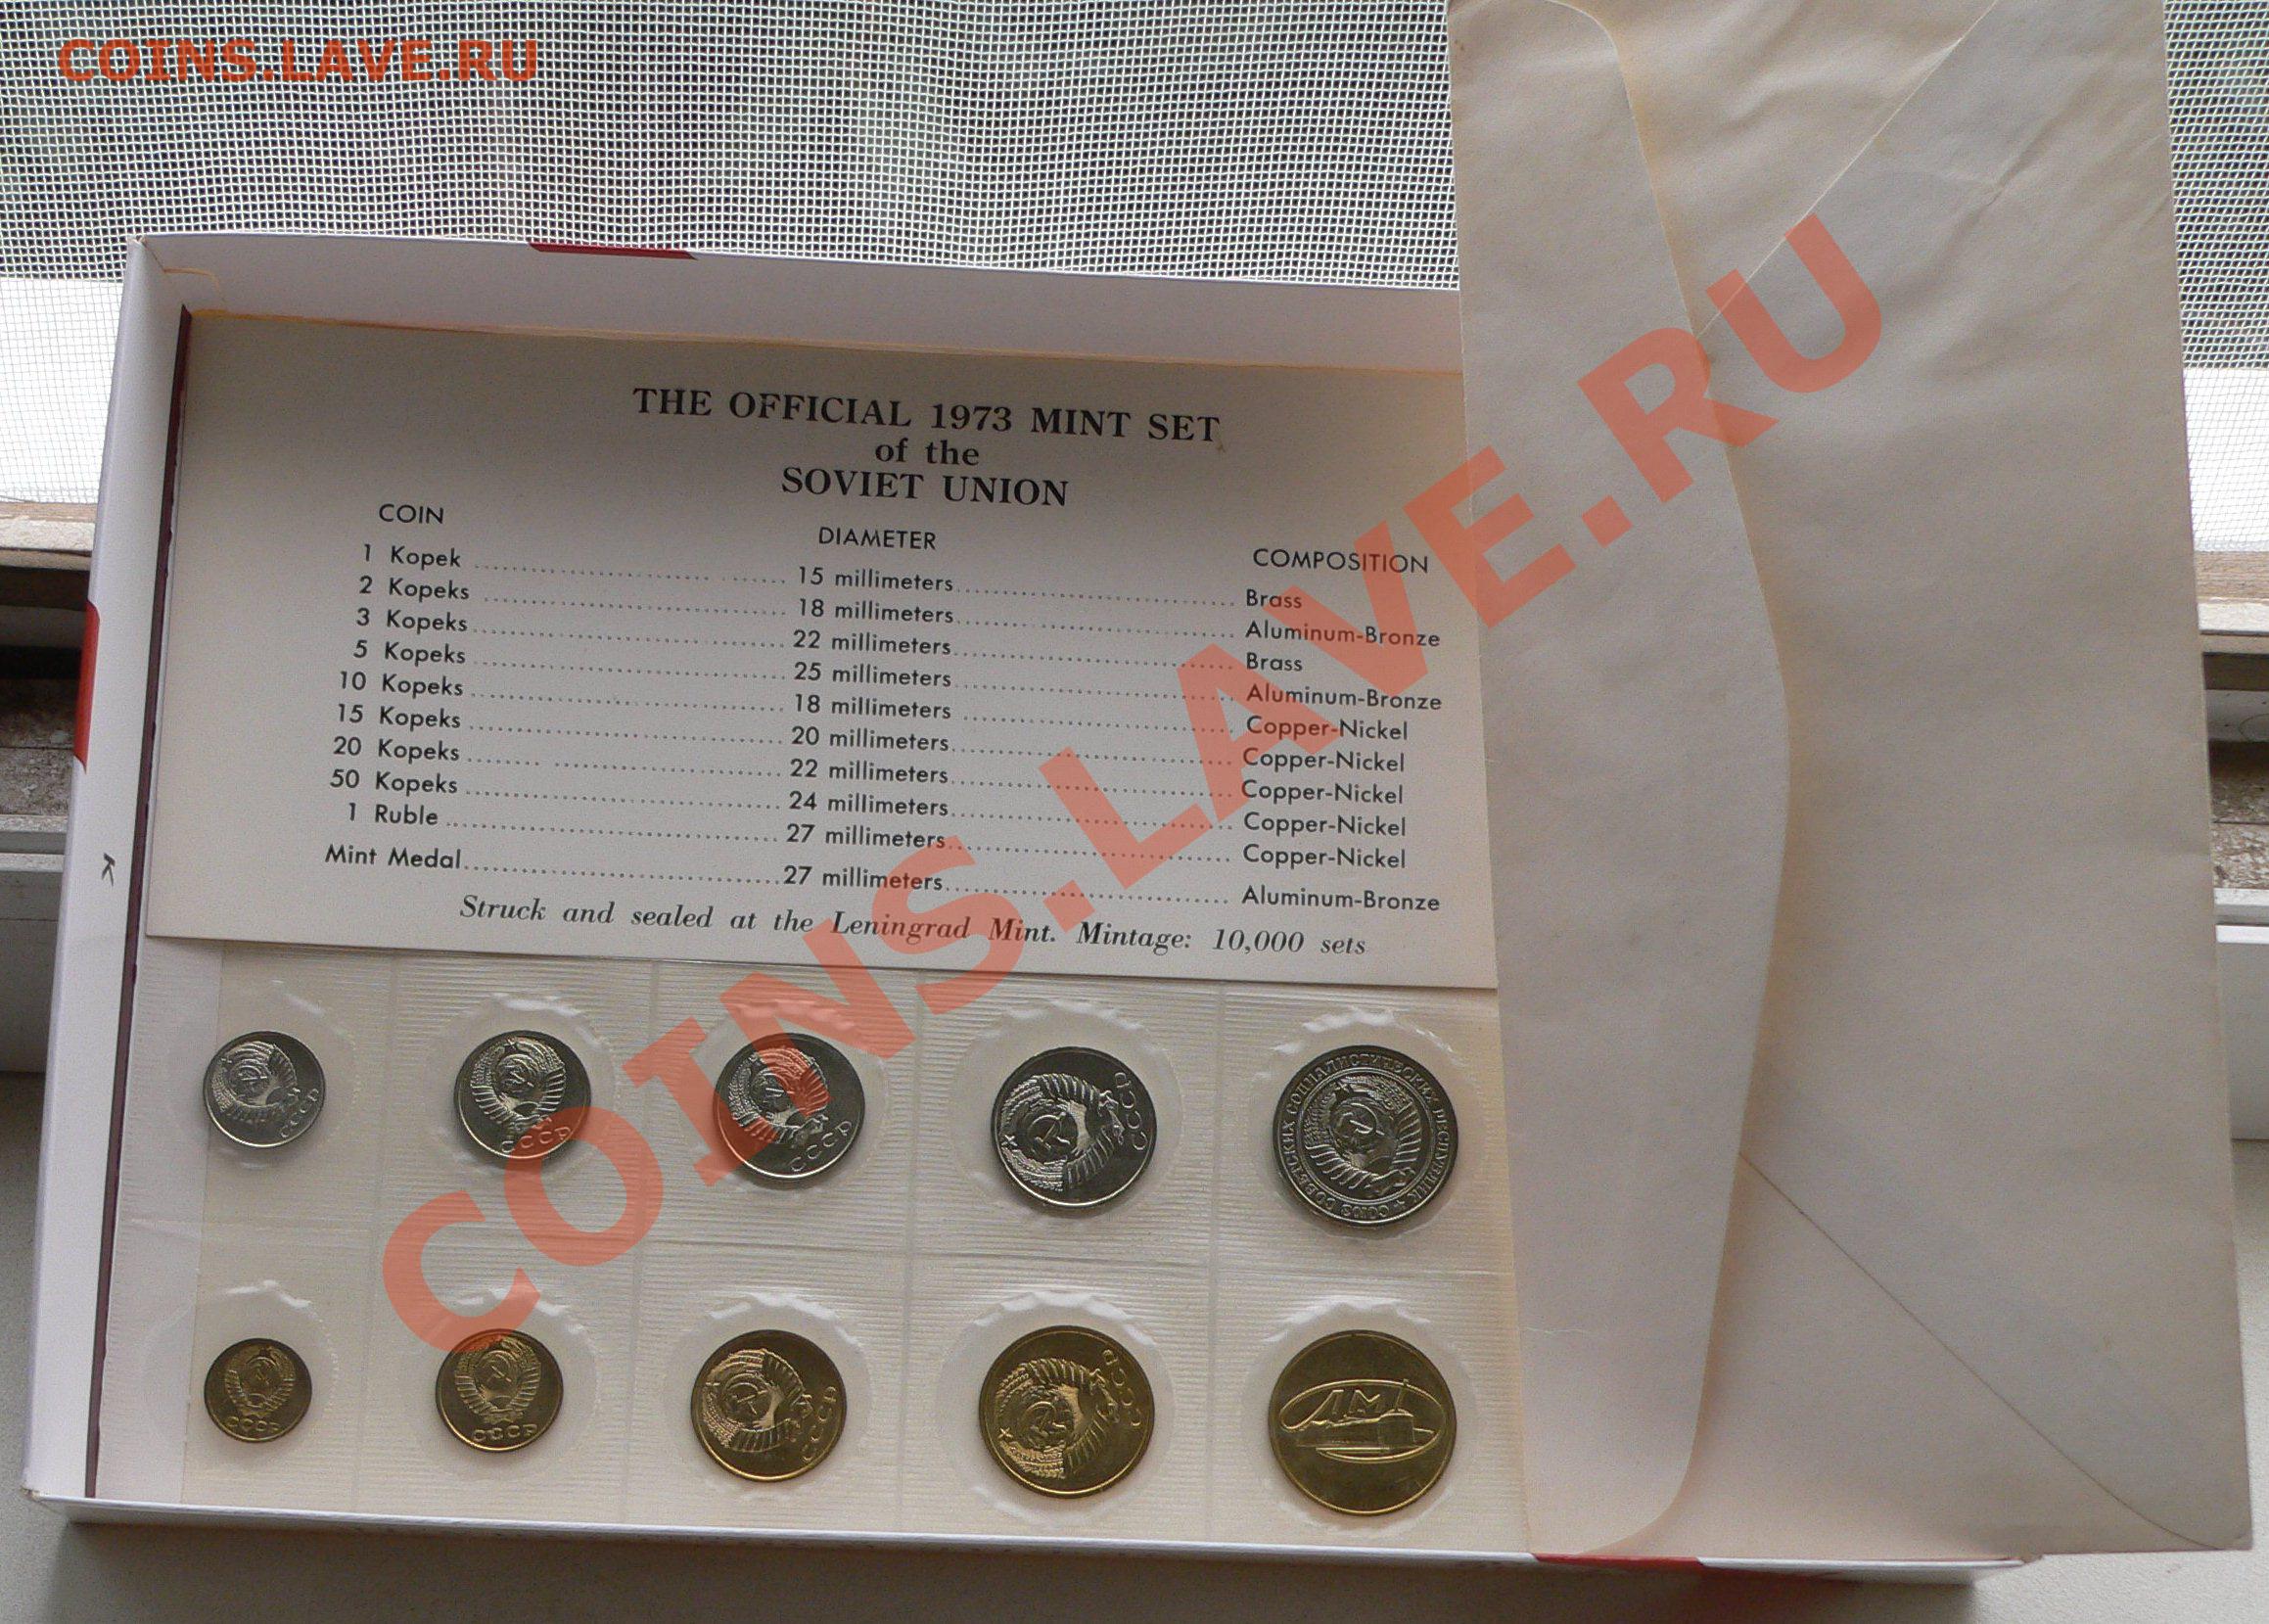 COINS.LAVE.RU
THE OFFICIAL 1973 MINT SET
of the
SOVIET UNION
COIN DIAMETER COMPOSITION
1 Kopek 15 millimeters Brass
2 Kopeks 18 millimeters Aluminum-Bronze
3 Kopeks 22 millimeters Brass
5 Kopeks 25 millimeters Aluminum-Bronze
10 Kopeks 18 millimeters Copper-Nickel
15 Kopeks 20 millimeters Copper-Nickel
20 Kopeks 22 millimeters Copper-Nickel
50 Kopeks 24 millimeters Copper-Nickel
1 Ruble 27 millimeters Copper-Nickel
Mint Medal 27 millimeters Aluminum-Bronze
Struck and sealed at the Leningrad Mint. Mintage: 10,000 sets
COINS.LAVE.RU
К
СССР
СССР
СССР
СССР
СОЮЗ СОВЕТСКИХ СОЦИАЛИСТИЧЕСКИХ РЕСПУБЛИК
СССР
СССР
СССР
СССР
ЛМД